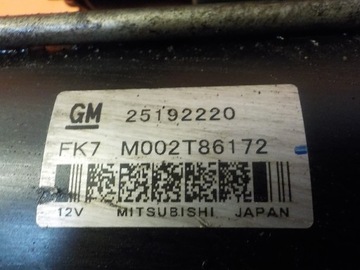 GM 25192220
FK7 M002T86172
12V MITSUBISHI JAPAN